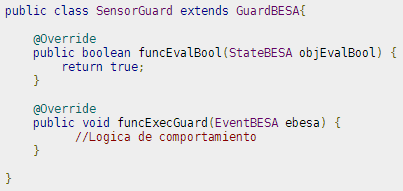 public class SensorGuard extends GuardBESA{
@Override
public boolean funcEvalBool(StateBESA objEvalBool) {
return true;
}
@Override
public void funcExecGuard(EventBESA ebesa) {
//Logica de comportamiento
}
}